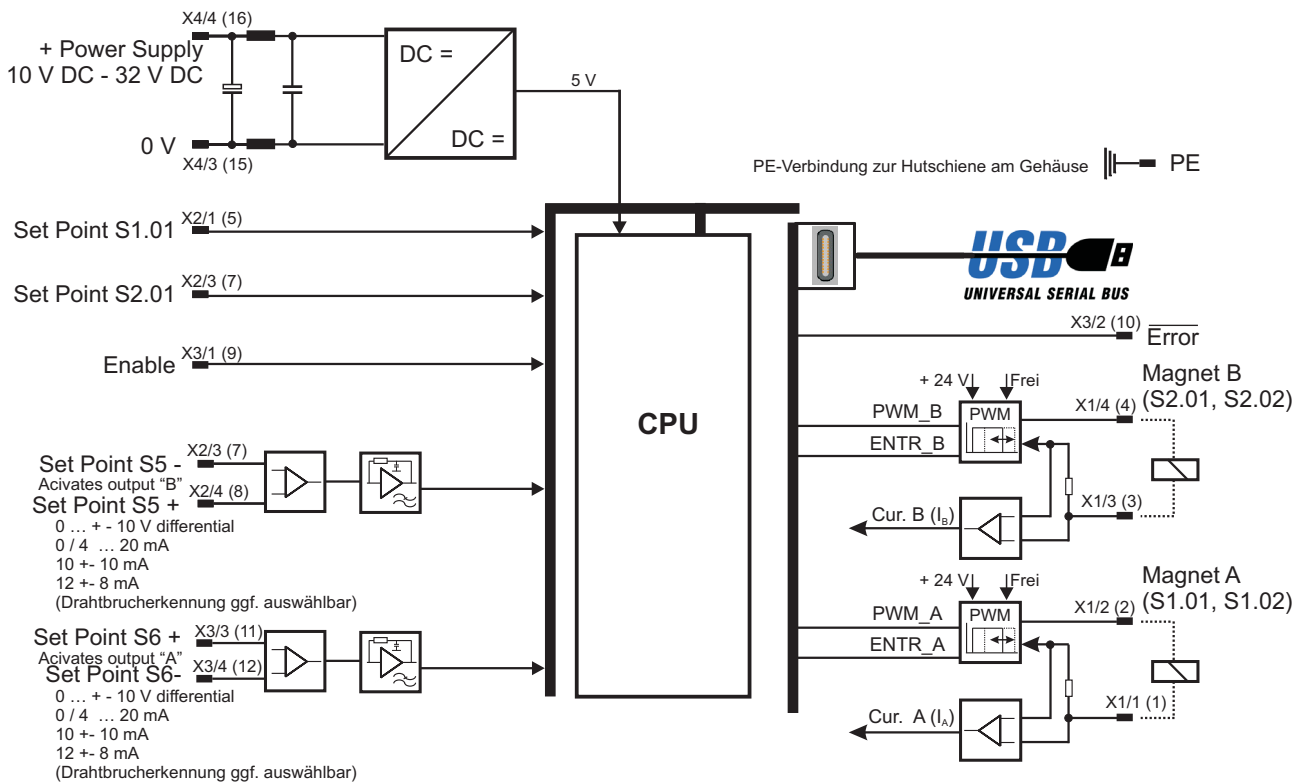 X4/4 (16)
+ Power Supply
10 V DC - 32 V DC
0 V
X4/3 (15)
DC =
DC =
5 V
PE-Verbindung zur Hutschiene am Gehäuse
PE
Set Point S1.01
X2/1 (5)
Set Point S2.01
X2/3 (7)
Enable
X3/1 (9)
CPU
USB
UNIVERSAL SERIAL BUS
X3/2 (10)
Error
Set Point S5 -
X2/3 (7)
Acivates output “B”
Set Point S5 +
X2/4 (8)
0 ... + - 10 V differential
0 / 4 ... 20 mA
10 +- 10 mA
12 +- 8 mA
(Drahtbrucherkennung ggf. auswählbar)
Set Point S6 +
X3/3 (11)
Acivates output “A”
Set Point S6-
X3/4 (12)
0 ... + - 10 V differential
0 / 4 ... 20 mA
10 +- 10 mA
12 +- 8 mA
(Drahtbrucherkennung ggf. auswählbar)
+ 24 V
Frei
PWM_B
PWM
ENTR_B
X1/4 (4)
Magnet B
(S2.01, S2.02)
X1/3 (3)
Cur. B (I_B)
+ 24 V
Frei
PWM_A
PWM
ENTR_A
X1/2 (2)
Magnet A
(S1.01, S1.02)
X1/1 (1)
Cur. A (I_A)